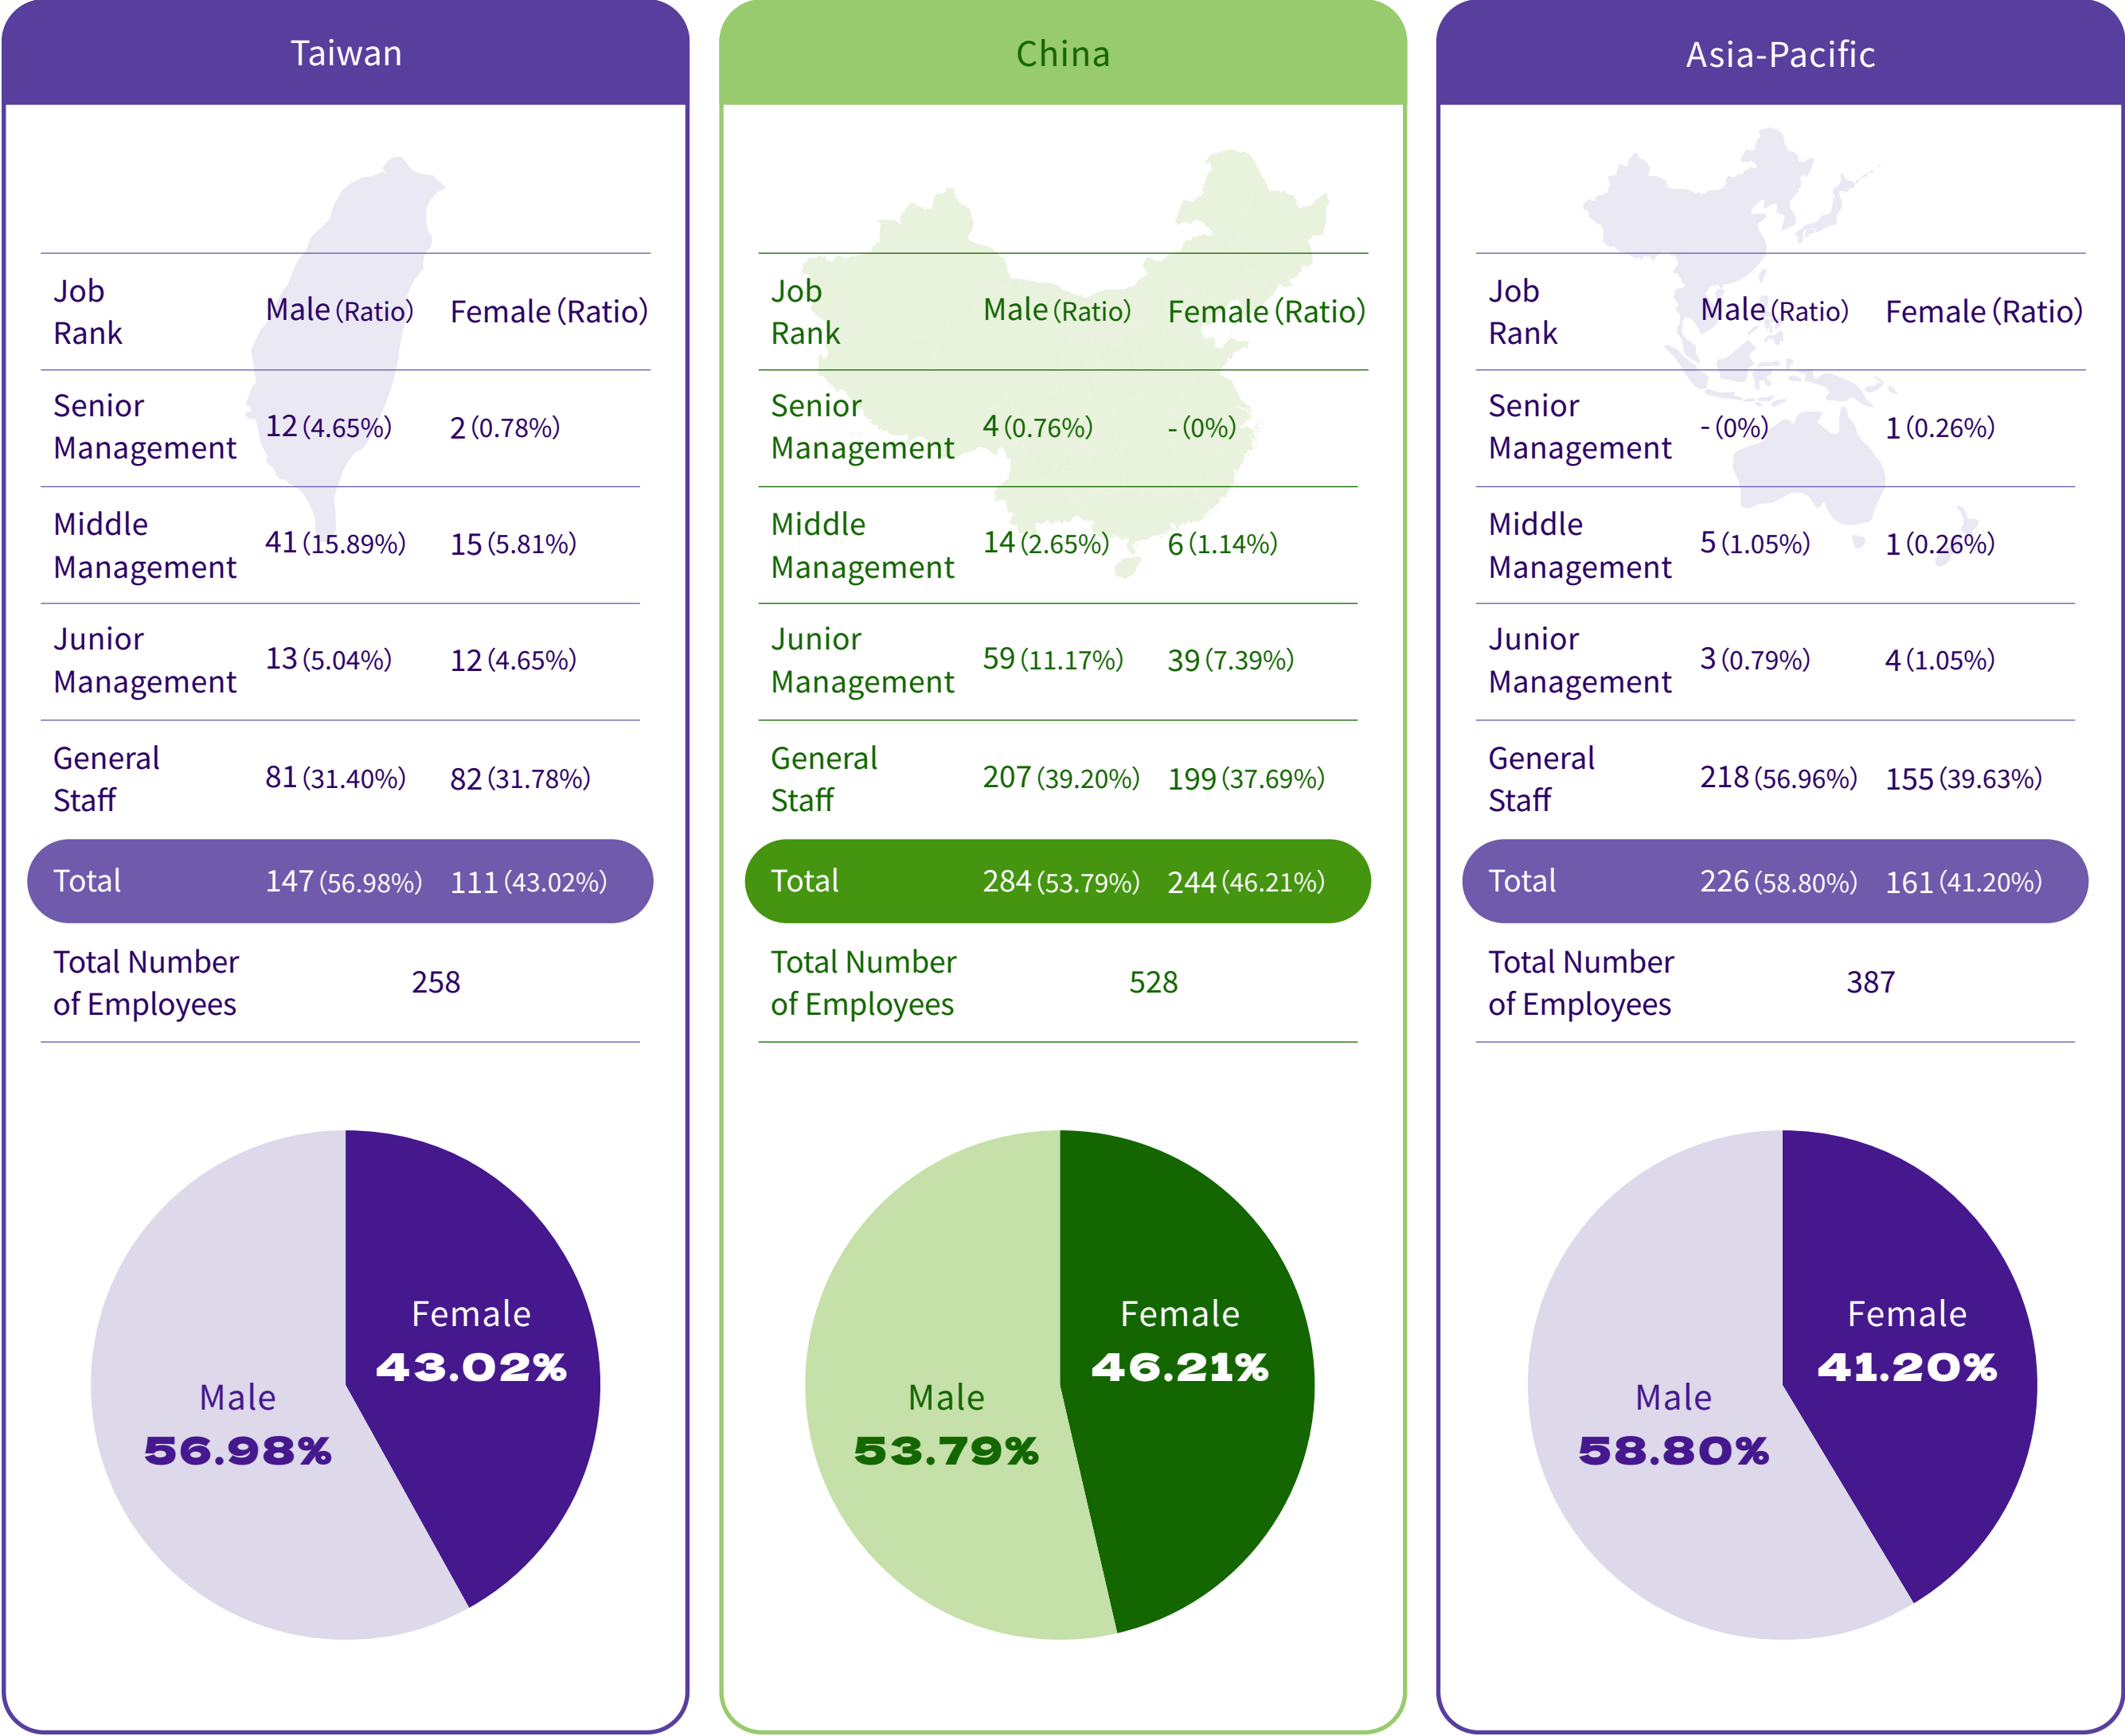 Taiwan
Job
Rank
Male (Ratio) Female (Ratio)
Senior
Management
12 (4.65%) 2 (0.78%)
Middle
Management
41 (15.89%) 15 (5.81%)
Junior
Management
13 (5.04%) 12 (4.65%)
General
Staff
81 (31.40%) 82 (31.78%)
Total 147 (56.98%) 111 (43.02%)
Total Number
of Employees
258
Female
43.02%
Male
56.98%
China
Job
Rank
Male (Ratio) Female (Ratio)
Senior
Management
4 (0.76%) - (0%)
Middle
Management
14 (2.65%) 6 (1.14%)
Junior
Management
59 (11.17%) 39 (7.39%)
General
Staff
207 (39.20%) 199 (37.69%)
Total 284 (53.79%) 244 (46.21%)
Total Number
of Employees
528
Female
46.21%
Male
53.79%
Asia-Pacific
Job
Rank
Male (Ratio) Female (Ratio)
Senior
Management
- (0%) 1 (0.26%)
Middle
Management
5 (1.05%) 1 (0.26%)
Junior
Management
3 (0.79%) 4 (1.05%)
General
Staff
218 (56.96%) 155 (39.63%)
Total 226 (58.80%) 161 (41.20%)
Total Number
of Employees
387
Female
41.20%
Male
58.80%